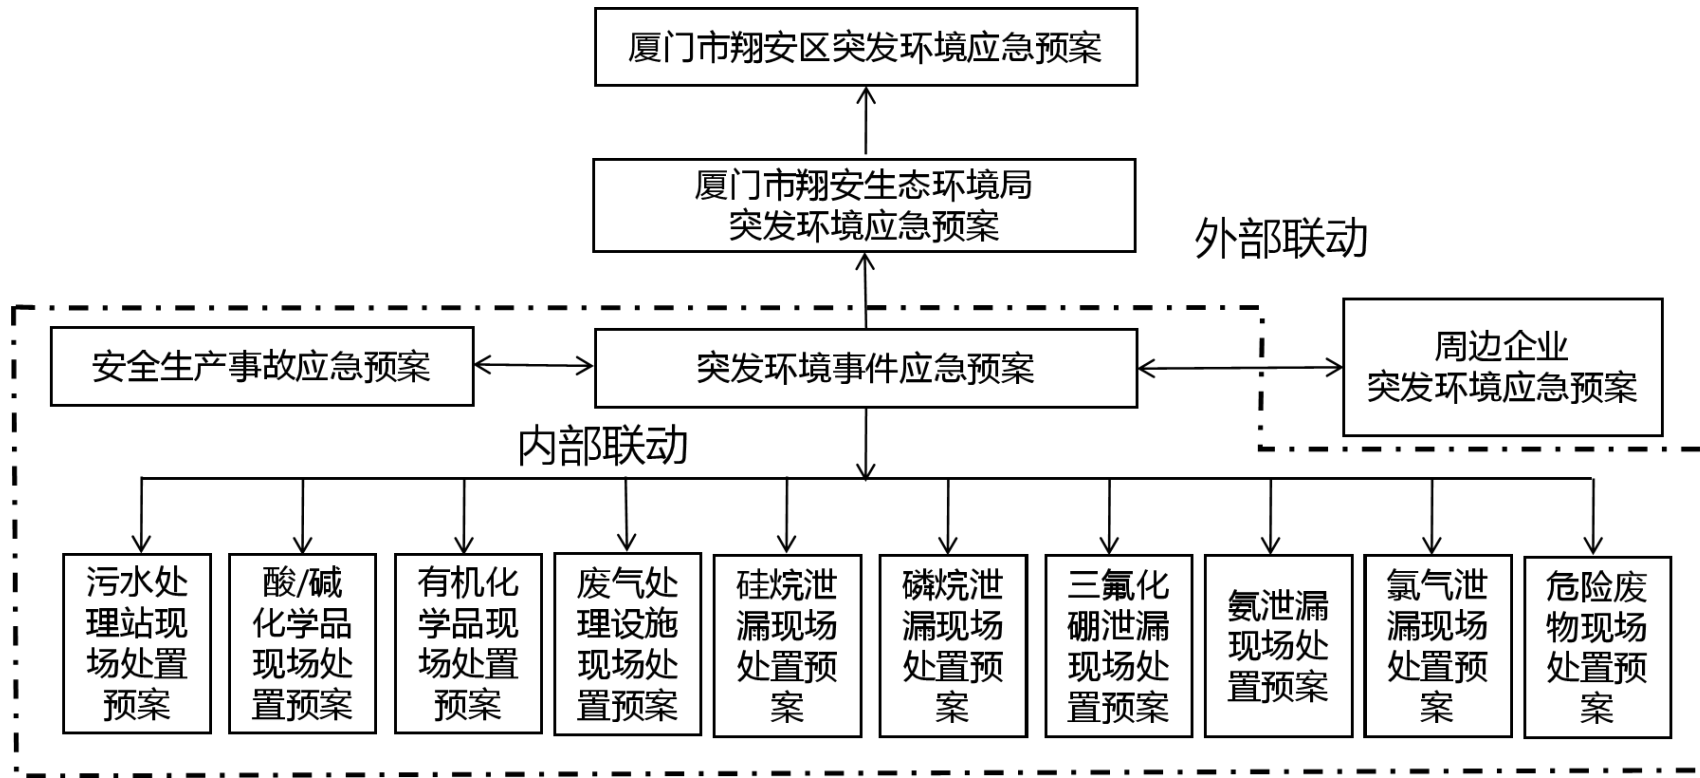 厦门市翔安区突发环境应急预案
厦门市翔安生态环境局
突发环境应急预案
外部联动
安全生产事故应急预案
突发环境事件应急预案
周边企业
突发环境应急预案
内部联动
污水处
理站现
场处置
预案
酸/碱
化学品
现场处
置预案
有机化
学品现
场处置
预案
废气处
理设施
现场处
置预案
硅烷泄
漏现场
处置预
案
磷烷泄
漏现场
处置预
案
三氟化
硼泄漏
现场处
置预案
氨泄漏
现场处
置预案
氯气泄
漏现场
处置预
案
危险废
物现场
处置预
案